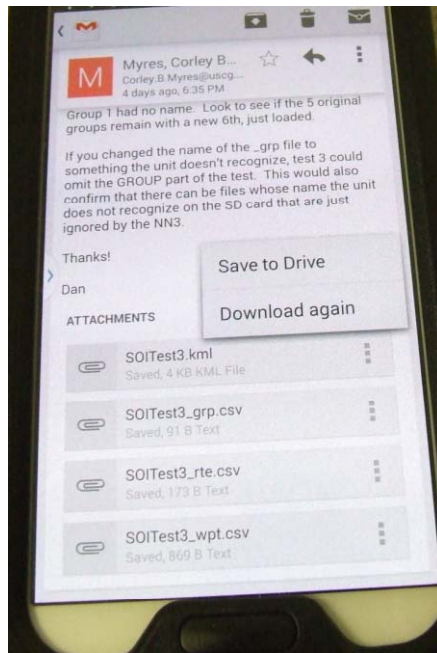 M
Myres, Corley B...
Corley.B.Myres@uscg...
4 days ago, 6:35 PM
Group 1 had no name. Look to see if the 5 original
groups remain with a new 6th, just loaded.
If you changed the name of the _grp file to
something the unit doesn't recognize, test 3 could
omit the GROUP part of the test. This would also
confirm that there can be files whose name the unit
does not recognize on the SD card that are just
ignored by the NN3.
Thanks!
Dan
Save to Drive
Download again
ATTACHMENTS
SOITest3.kml
Saved, 4 KB KML File
SOITest3_grp.csv
Saved, 91 B Text
SOITest3_rte.csv
Saved, 173 B Text
SOITest3_wpt.csv
Saved, 869 B Text